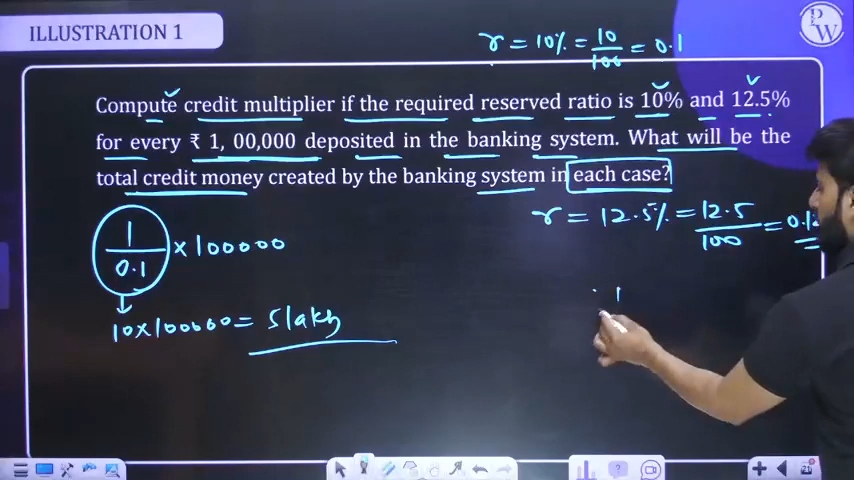 ILLUSTRATION 1
r = 10% = 10/100 = 0.1
PW
Compute credit multiplier if the required reserved ratio is 10% and 12.5%
for every ₹ 1, 00,000 deposited in the banking system. What will be the
total credit money created by the banking system in each case?
r = 12.5% = 12.5/100 =
1/0.1 × 100000
10×100000 = 5lakh